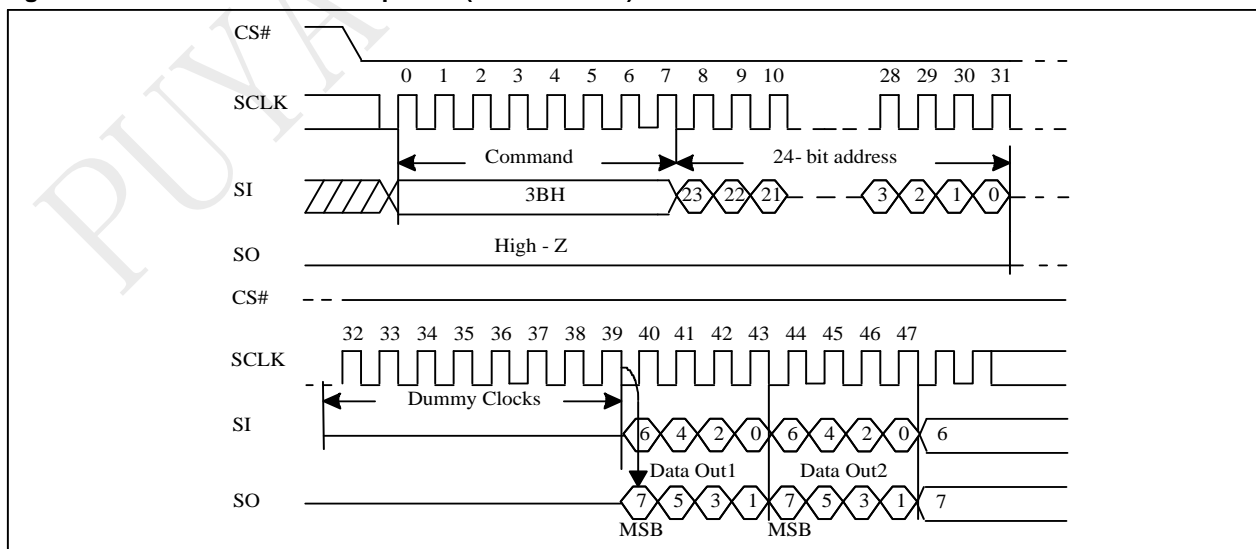 PUYA
CS#
0 1 2 3 4 5 6 7 8 9 10 28 29 30 31
SCLK
Command 24- bit address
SI 3BH 23 22 21 3 2 1 0
High - Z
SO
CS#
32 33 34 35 36 37 38 39 40 41 42 43 44 45 46 47
SCLK
Dummy Clocks
SI 6 4 2 0 6 4 2 0 6
Data Out1 Data Out2
SO 7 5 3 1 7 5 3 1 7
MSB MSB